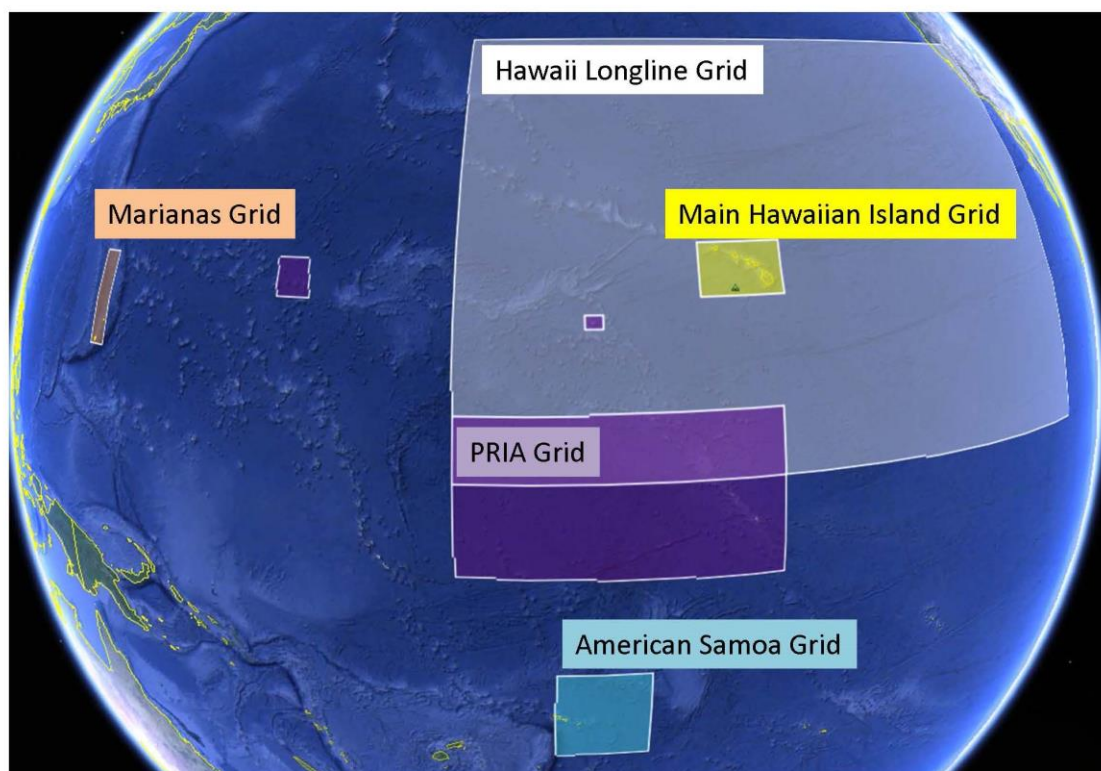 Hawaii Longline Grid
Marianas Grid
Main Hawaiian Island Grid
PRIA Grid
American Samoa Grid